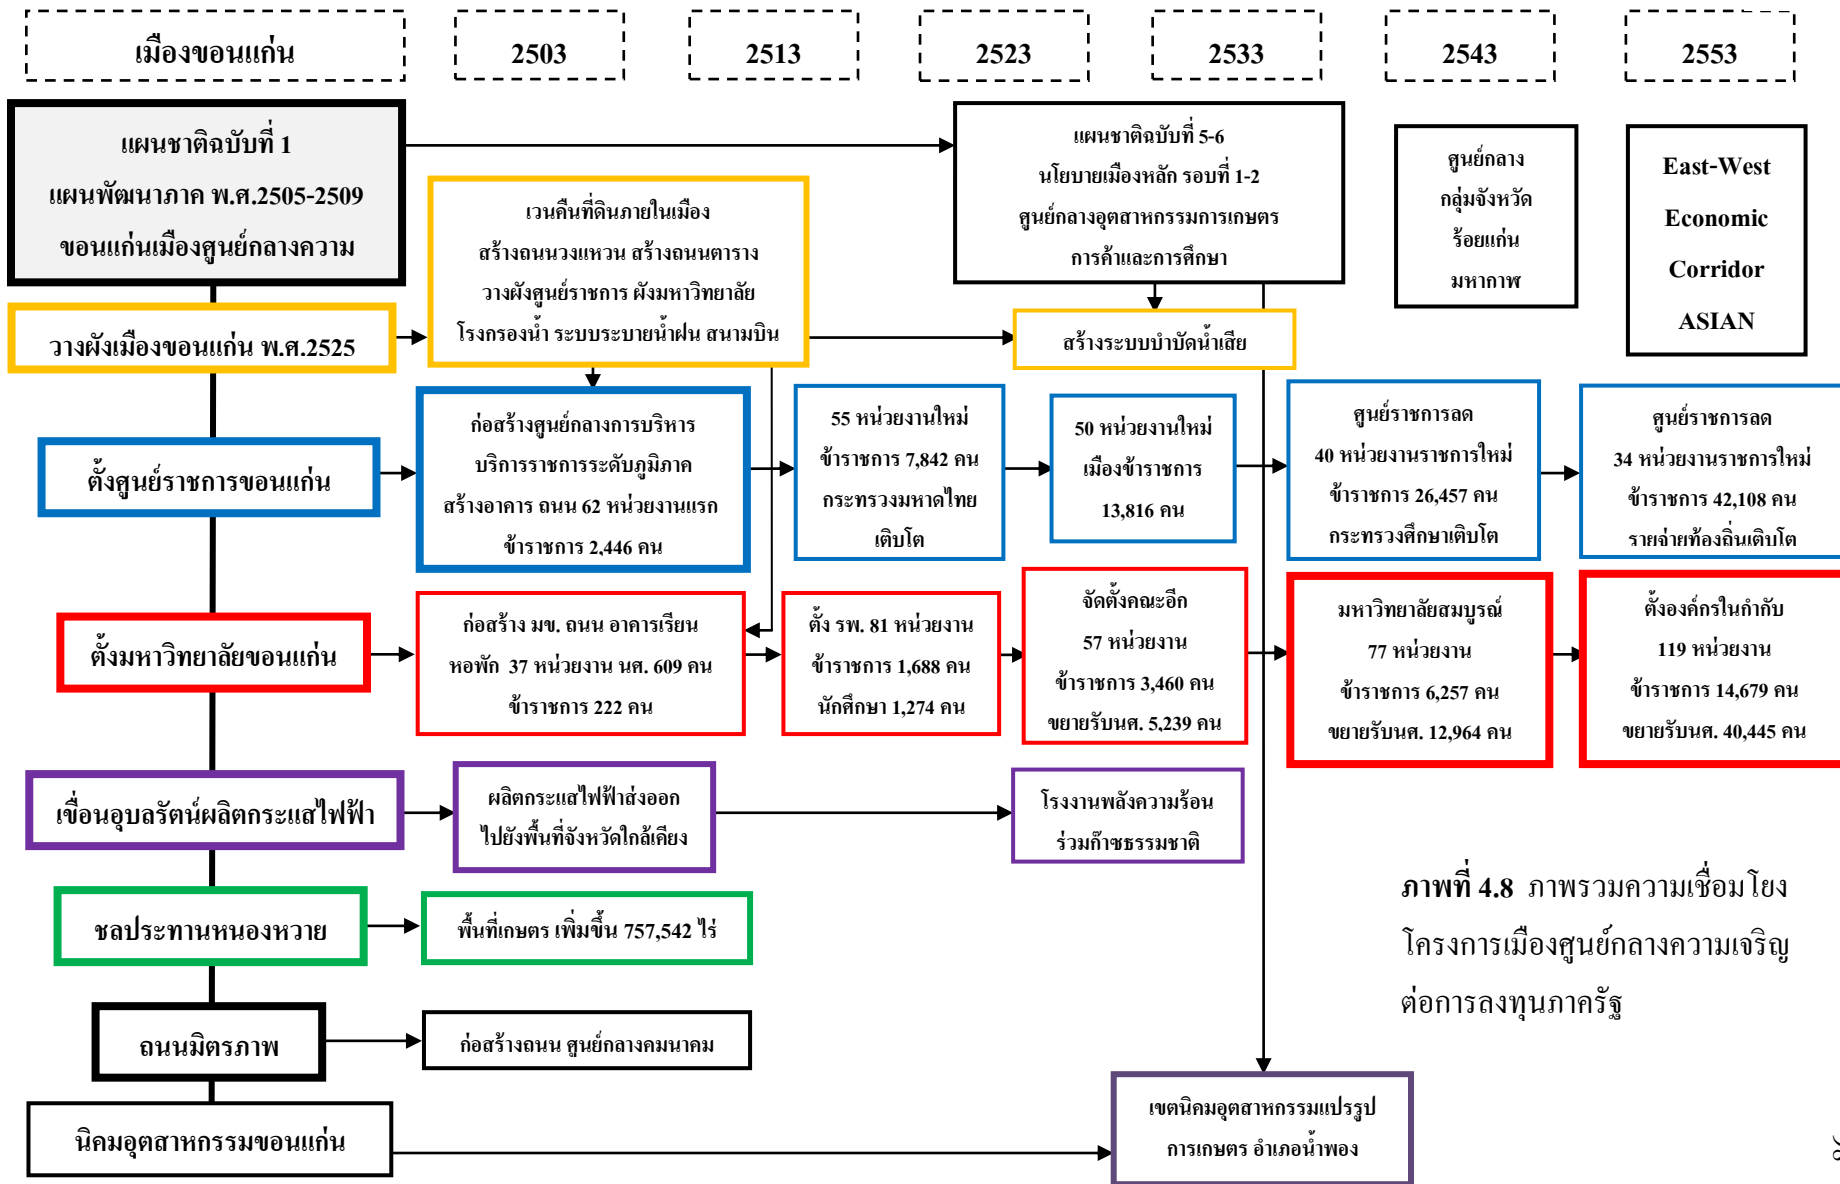 เมืองขอนแก่น
2503
2513
2523
2533
2543
2553
แผนชาติฉบับที่ 1
แผนพัฒนาภาค พ.ศ.2505-2509
ขอนแก่นเมืองศูนย์กลางความ
แผนชาติฉบับที่ 5-6
นโยบายเมืองหลัก รอบที่ 1-2
ศูนย์กลางอุตสาหกรรมการเกษตร
การค้าและการศึกษา
ศูนย์กลาง
กลุ่มจังหวัด
ร้อยแก่น
มหากาฬ
East-West
Economic
Corridor
ASIAN
วางผังเมืองขอนแก่น พ.ศ.2525
เวนคืนที่ดินภายในเมือง
สร้างถนนวงแหวน สร้างถนนตาราง
วางผังศูนย์ราชการ ผังมหาวิทยาลัย
โรงกรองน้ำ ระบบระบายน้ำฝน สนามบิน
สร้างระบบบำบัดน้ำเสีย
ตั้งศูนย์ราชการขอนแก่น
ก่อสร้างศูนย์กลางการบริหาร
บริการราชการระดับภูมิภาค
สร้างอาคาร ถนน 62 หน่วยงานแรก
ข้าราชการ 2,446 คน
55 หน่วยงานใหม่
ข้าราชการ 7,842 คน
กระทรวงมหาดไทย
เติบโต
50 หน่วยงานใหม่
เมืองข้าราชการ
13,816 คน
ศูนย์ราชการลด
40 หน่วยงานราชการใหม่
ข้าราชการ 26,457 คน
กระทรวงศึกษาเติบโต
ศูนย์ราชการลด
34 หน่วยงานราชการใหม่
ข้าราชการ 42,108 คน
รายจ่ายท้องถิ่นเติบโต
ตั้งมหาวิทยาลัยขอนแก่น
ก่อสร้าง มข. ถนน อาคารเรียน
หอพัก 37 หน่วยงาน นศ. 609 คน
ข้าราชการ 222 คน
ตั้ง รพ. 81 หน่วยงาน
ข้าราชการ 1,688 คน
นักศึกษา 1,274 คน
จัดตั้งคณะอีก
57 หน่วยงาน
ข้าราชการ 3,460 คน
ขยายรับนศ. 5,239 คน
มหาวิทยาลัยสมบูรณ์
77 หน่วยงาน
ข้าราชการ 6,257 คน
ขยายรับนศ. 12,964 คน
ตั้งองค์กรในกำกับ
119 หน่วยงาน
ข้าราชการ 14,679 คน
ขยายรับนศ. 40,445 คน
เขื่อนอุบลรัตน์ผลิตกระแสไฟฟ้า
ผลิตกระแสไฟฟ้าส่งออก
ไปยังพื้นที่จังหวัดใกล้เคียง
โรงงานพลังความร้อน
ร่วมก๊าซธรรมชาติ
ชลประทานหนองหวาย
พื้นที่เกษตร เพิ่มขึ้น 757,542 ไร่
ถนนมิตรภาพ
ก่อสร้างถนน ศูนย์กลางคมนาคม
นิคมอุตสาหกรรมขอนแก่น
เขตนิคมอุตสาหกรรมแปรรูป
การเกษตร อำเภอน้ำพอง
ภาพที่ 4.8 ภาพรวมความเชื่อมโยง
โครงการเมืองศูนย์กลางความเจริญ
ต่อการลงทุนภาครัฐ